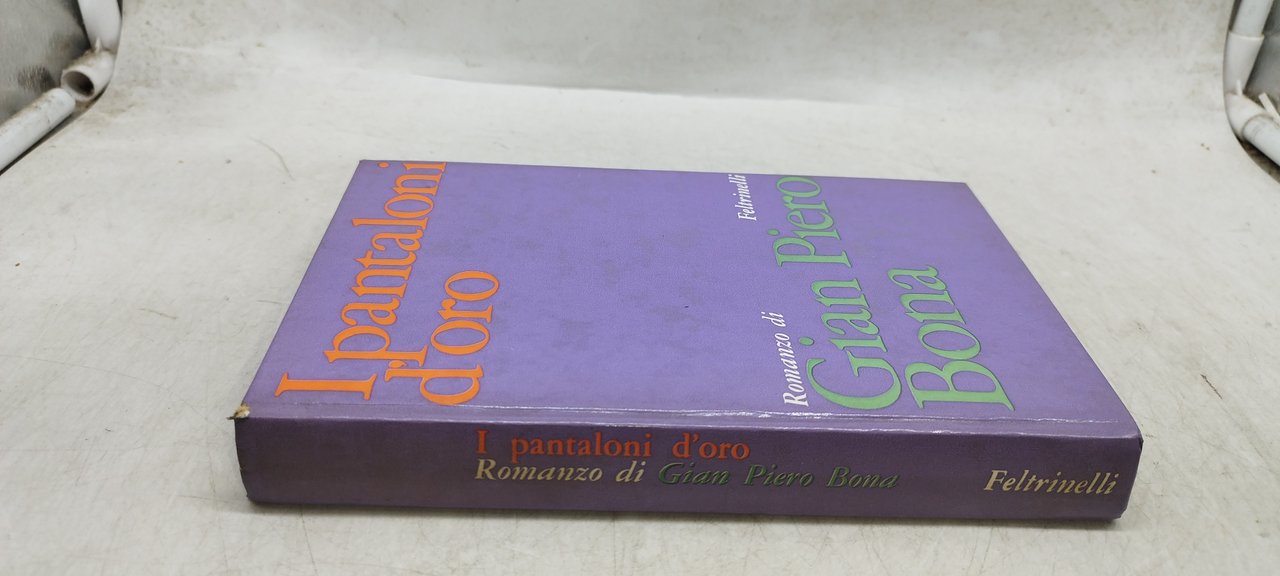 I pantaloni
d'oro
Romanzo di
Gian Piero
Bona
Feltrinelli
I pantaloni d'oro
Romanzo di Gian Piero Bona
Feltrinelli